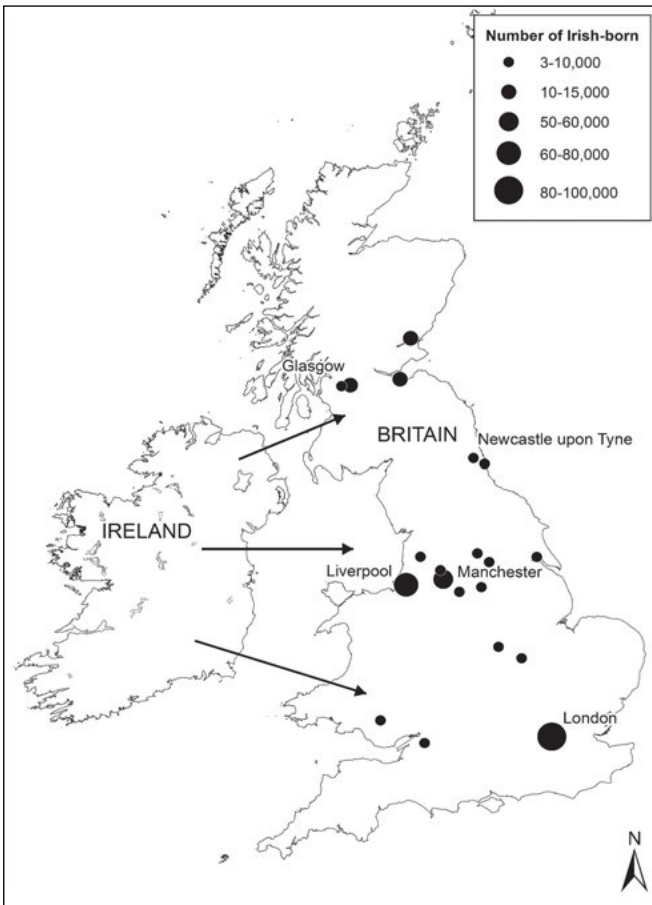 Number of Irish-born
3-10,000
10-15,000
50-60,000
60-80,000
80-100,000
Glasgow
BRITAIN
Newcastle upon Tyne
IRELAND
Liverpool
Manchester
London
N